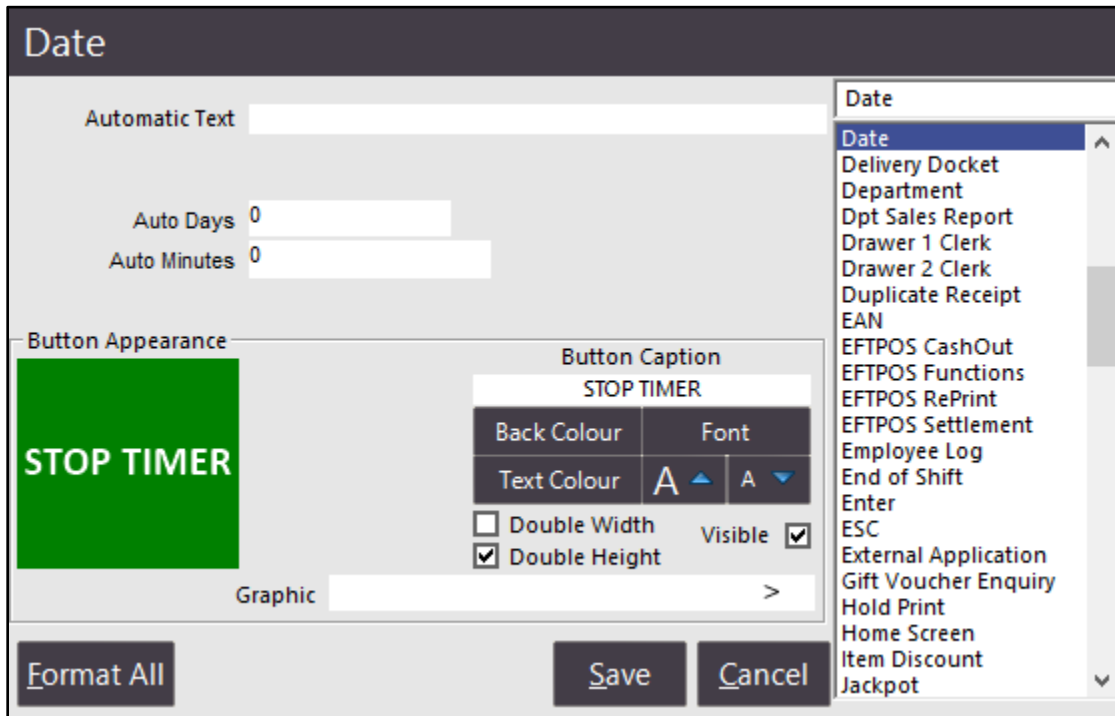 Date
Automatic Text
Auto Days 0
Auto Minutes 0
Button Appearance
STOP TIMER
Button Caption
STOP TIMER
Back Colour Font
Text Colour A A
Double Width
Double Height
Visible
Graphic >
Format All
Save
Cancel
Date
Date
Delivery Docket
Department
Dpt Sales Report
Drawer 1 Clerk
Drawer 2 Clerk
Duplicate Receipt
EAN
EFTPOS CashOut
EFTPOS Functions
EFTPOS RePrint
EFTPOS Settlement
Employee Log
End of Shift
Enter
ESC
External Application
Gift Voucher Enquiry
Hold Print
Home Screen
Item Discount
Jackpot